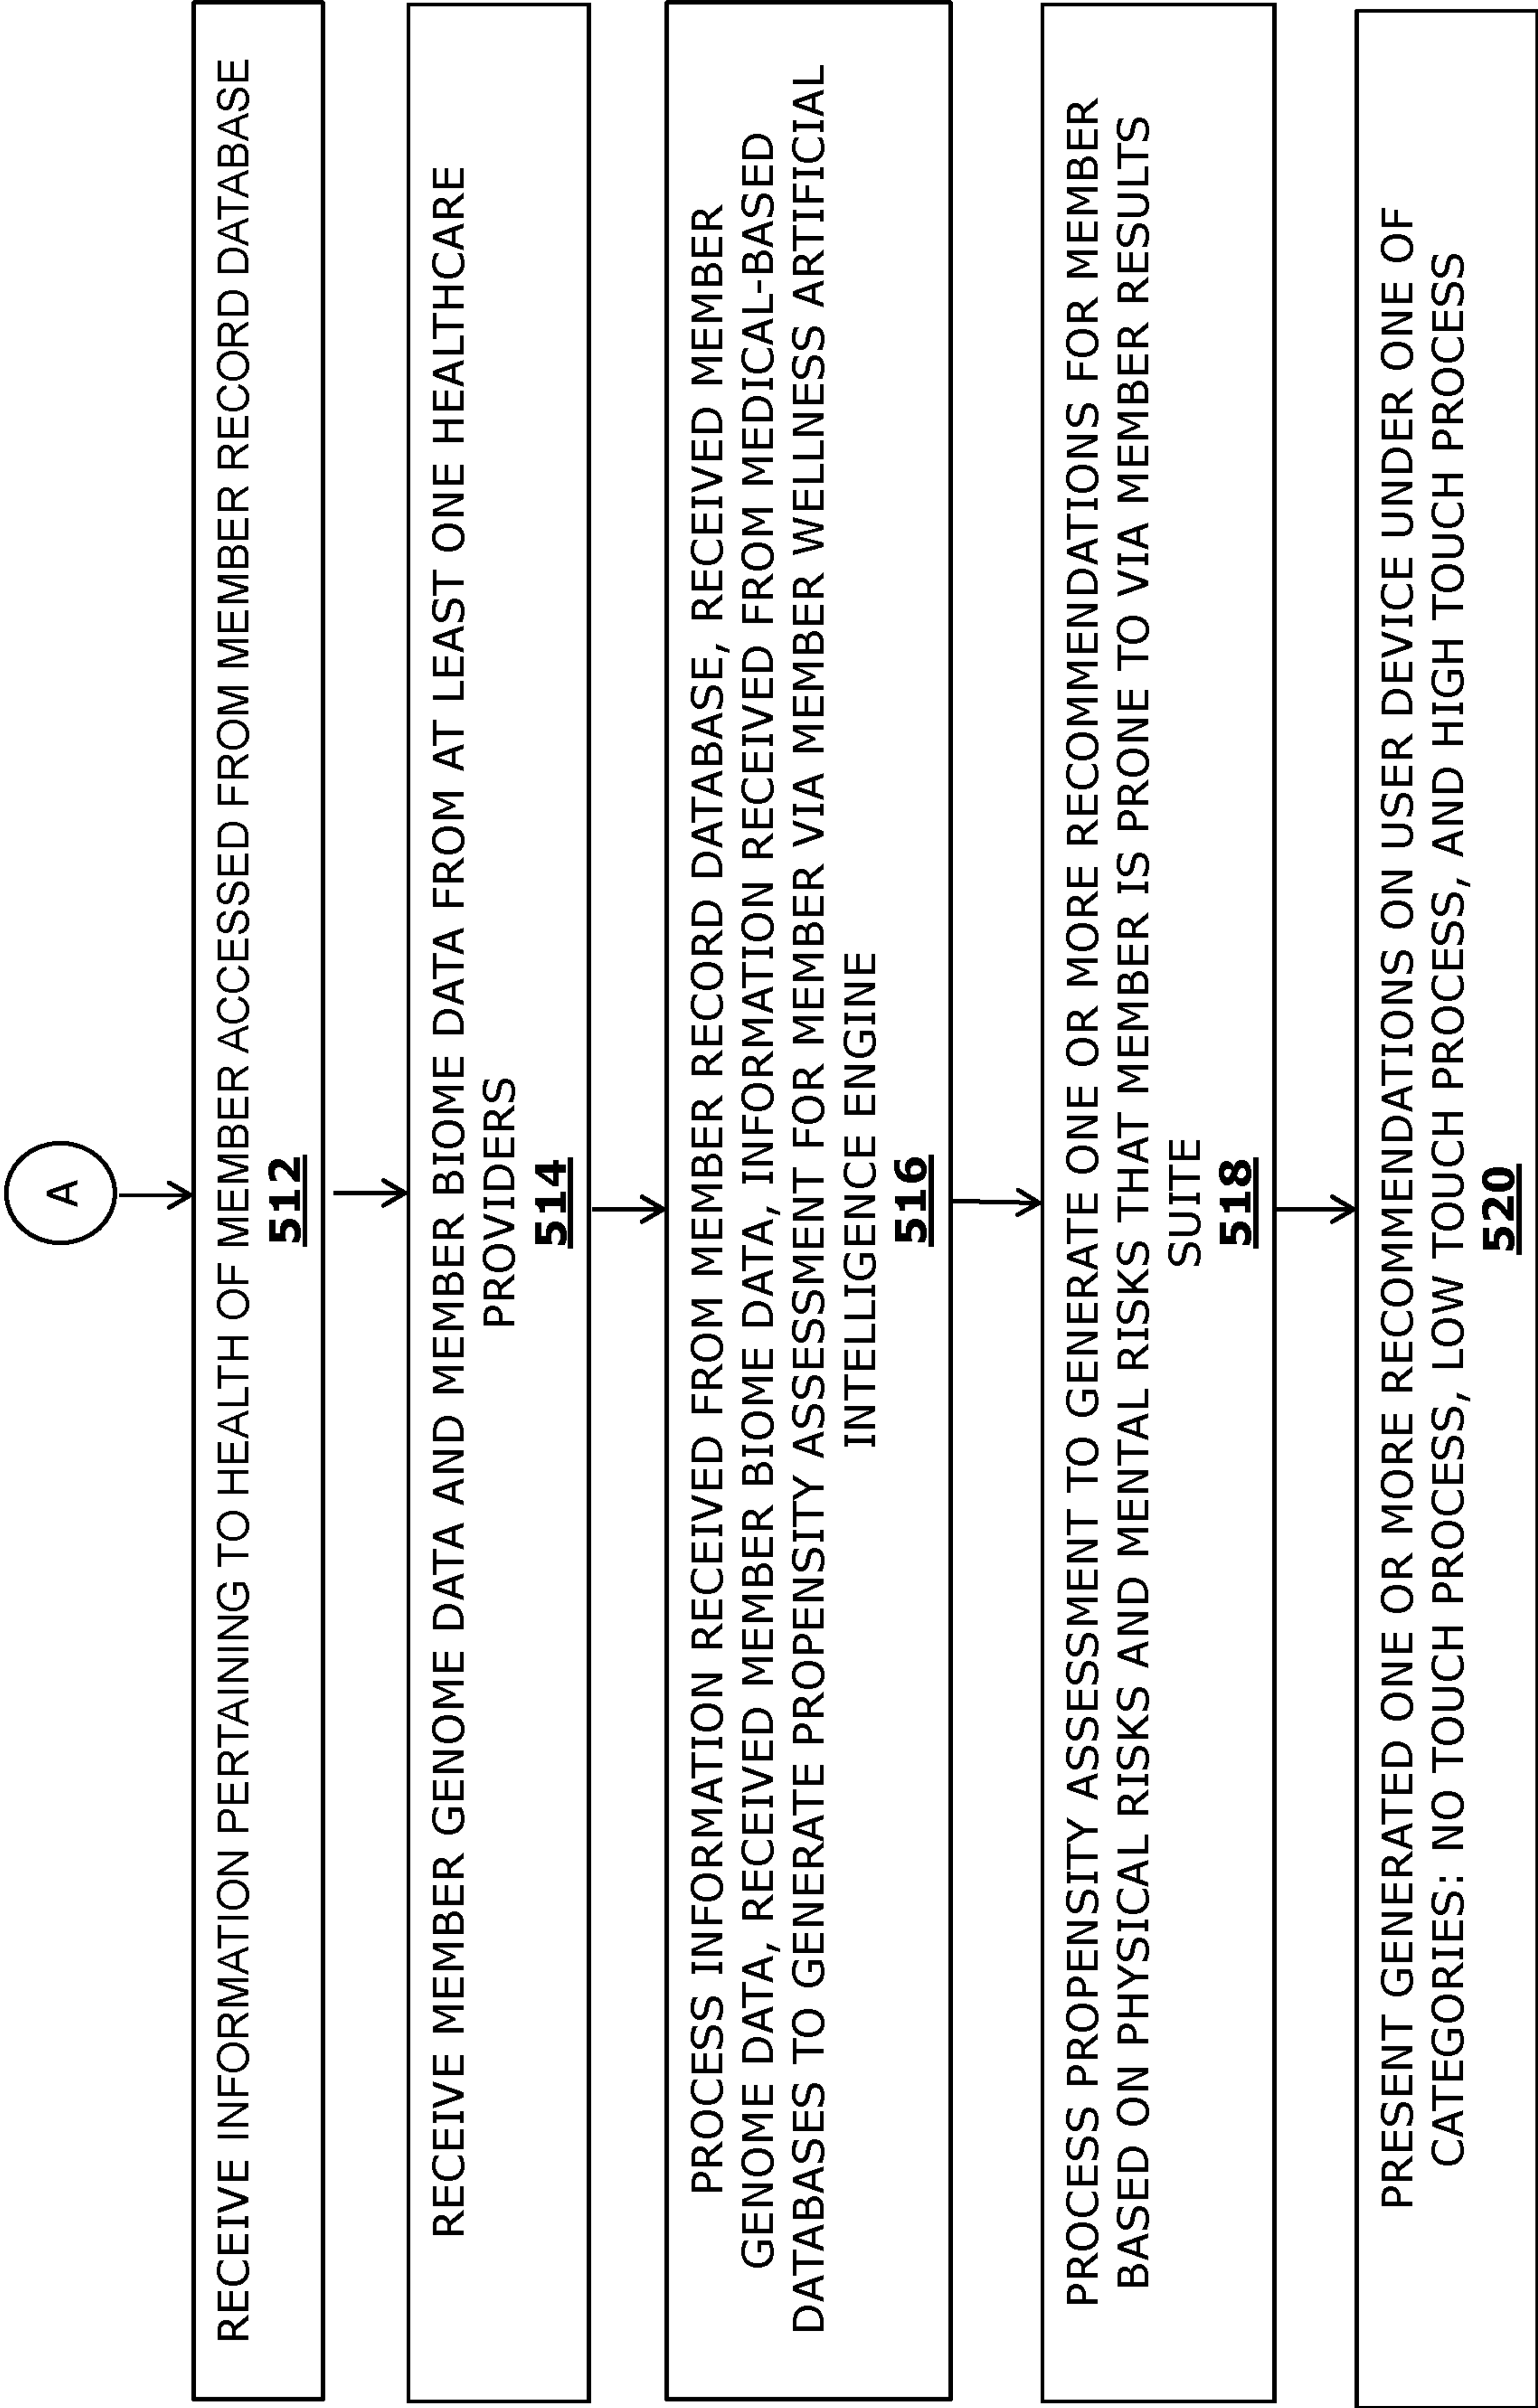 A
RECEIVE INFORMATION PERTAINING TO HEALTH OF MEMBER ACCESSED FROM MEMBER RECORD DATABASE
512
RECEIVE MEMBER GENOME DATA AND MEMBER BIOME DATA FROM AT LEAST ONE HEALTHCARE
PROVIDERS
514
PROCESS INFORMATION RECEIVED FROM MEMBER RECORD DATABASE, RECEIVED MEMBER
GENOME DATA, RECEIVED MEMBER BIOME DATA, INFORMATION RECEIVED FROM MEDICAL-BASED
DATABASES TO GENERATE PROPENSITY ASSESSMENT FOR MEMBER VIA MEMBER WELLNESS ARTIFICIAL
INTELLIGENCE ENGINE
516
PROCESS PROPENSITY ASSESSMENT TO GENERATE ONE OR MORE RECOMMENDATIONS FOR MEMBER
BASED ON PHYSICAL RISKS AND MENTAL RISKS THAT MEMBER IS PRONE TO VIA MEMBER RESULTS
SUITE
518
PRESENT GENERATED ONE OR MORE RECOMMENDATIONS ON USER DEVICE UNDER ONE OF
CATEGORIES: NO TOUCH PROCESS, LOW TOUCH PROCESS, AND HIGH TOUCH PROCESS
520